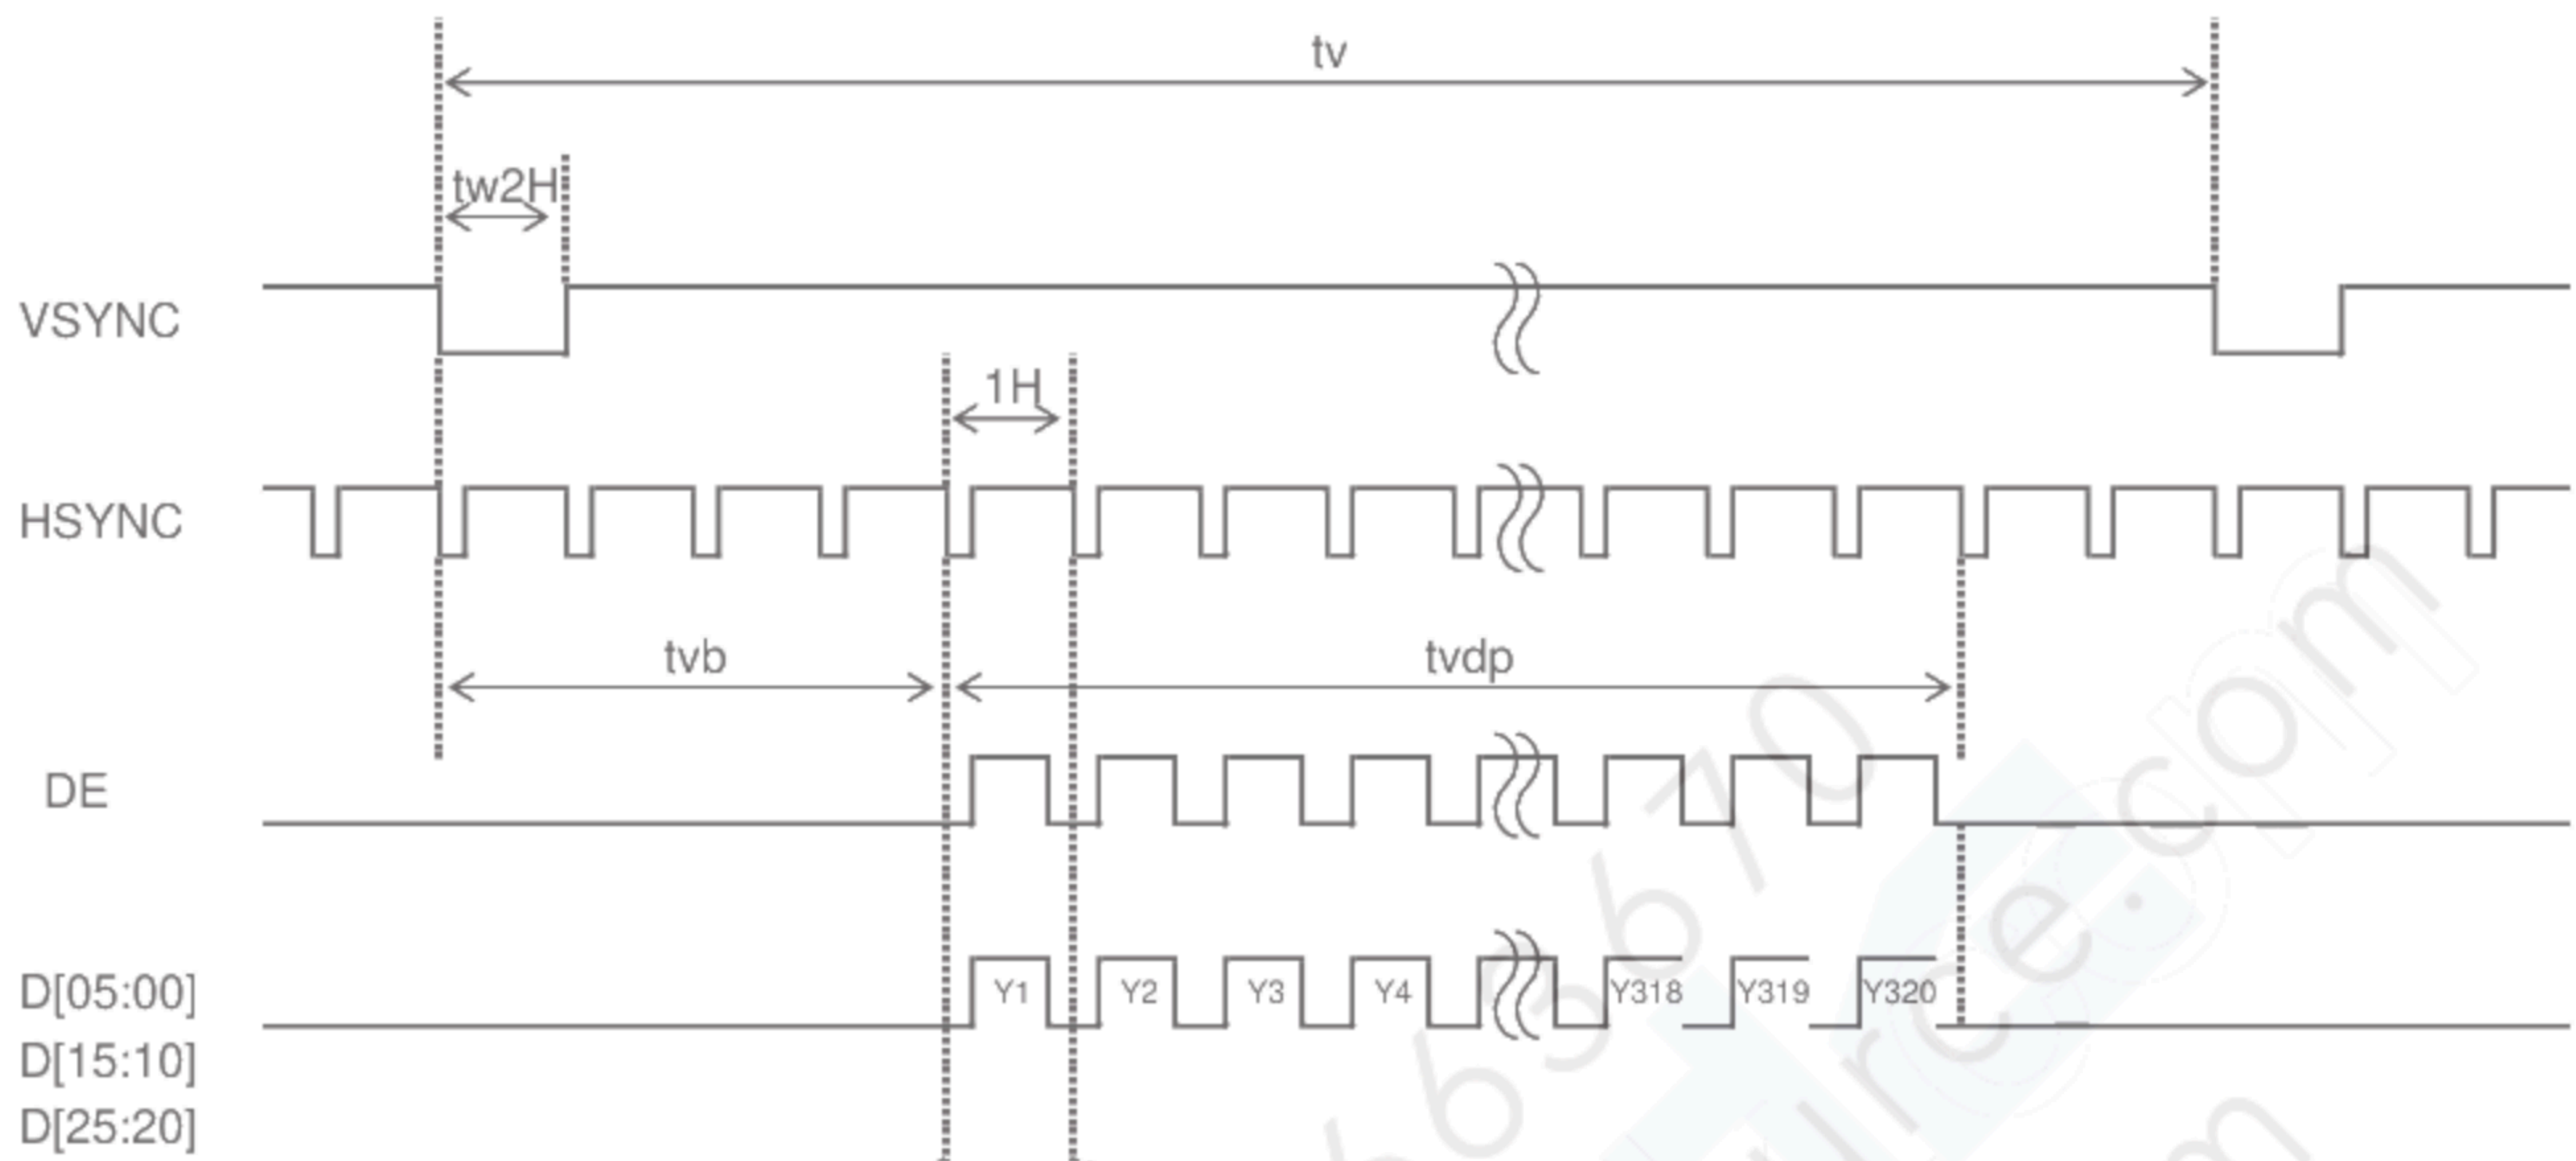 tv
tw2H
VSYNC
1H
HSYNC
tvb tvdp
DE
D[05:00] Y1 Y2 Y3 Y4 Y318 Y319 Y320
D[15:10]
D[25:20]